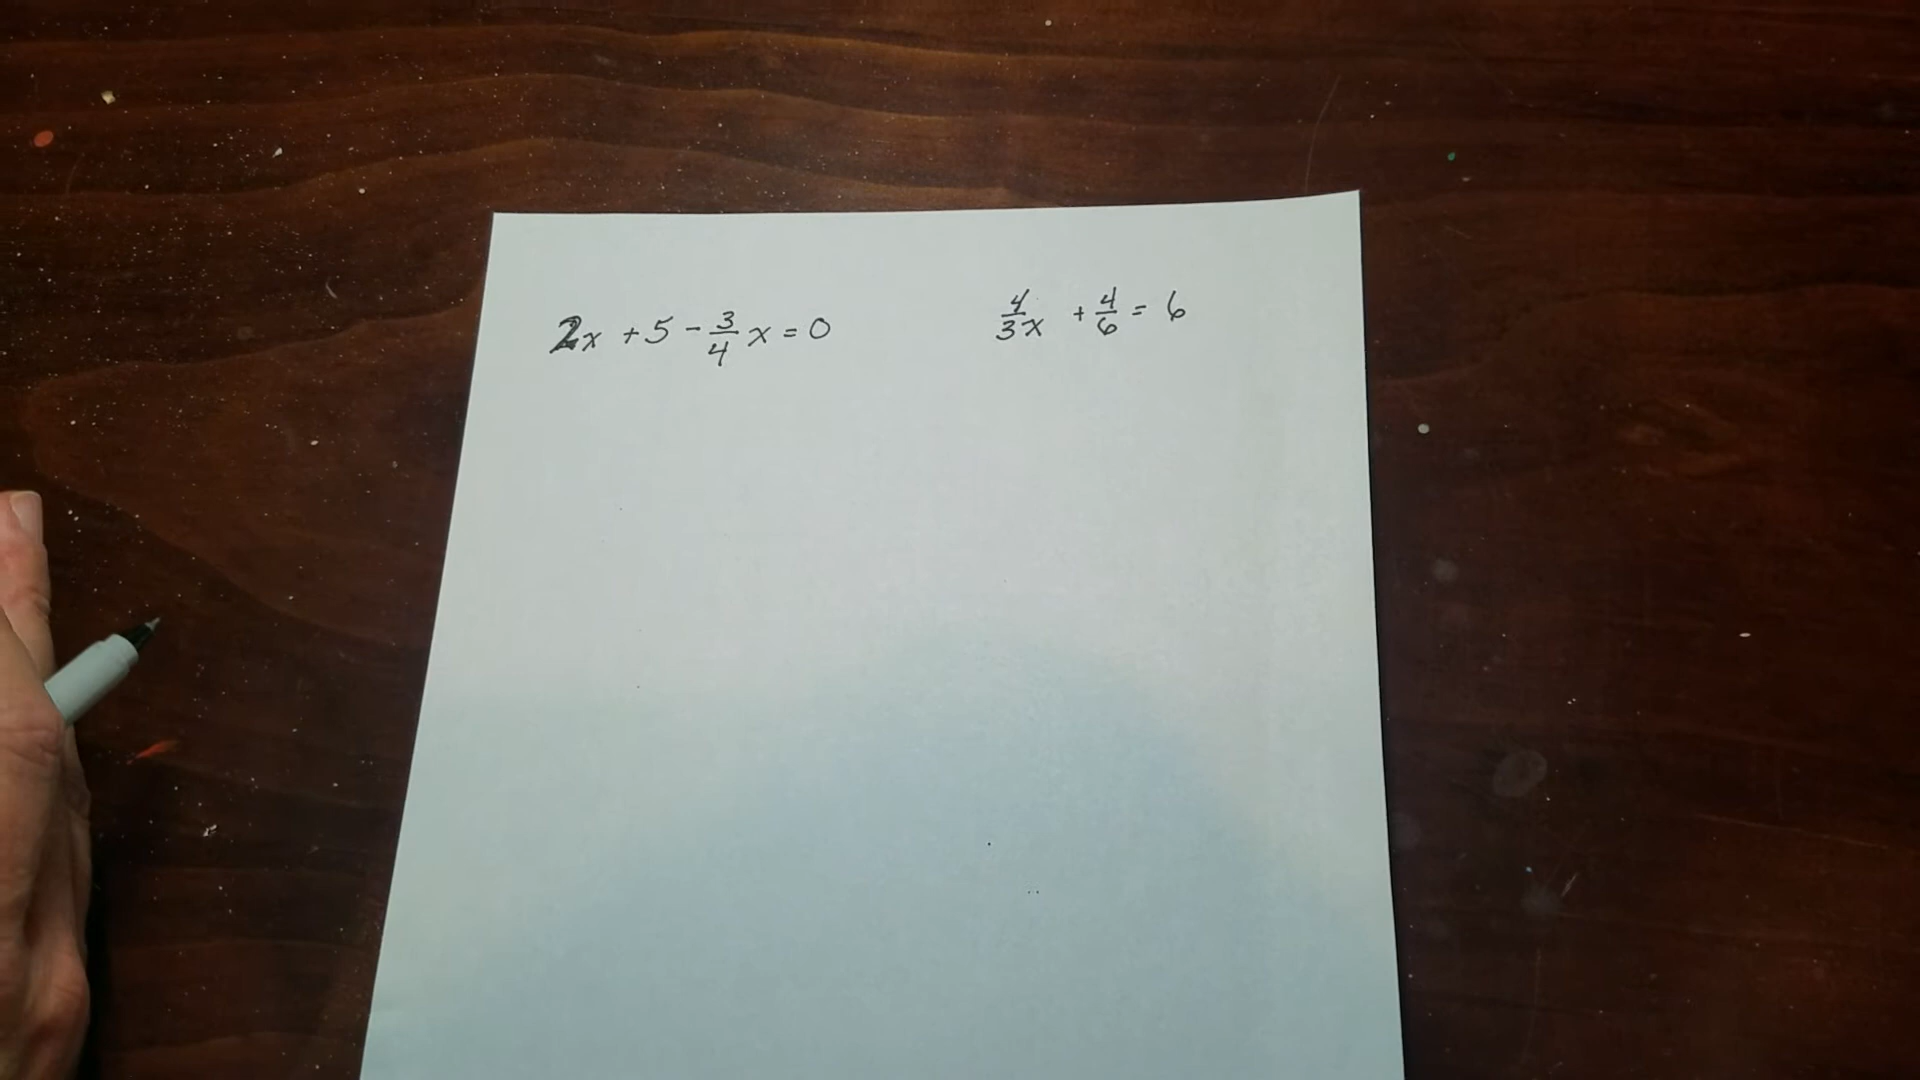 2x + 5 - 3/4 x = 0
4/3x + 4/6 = 6